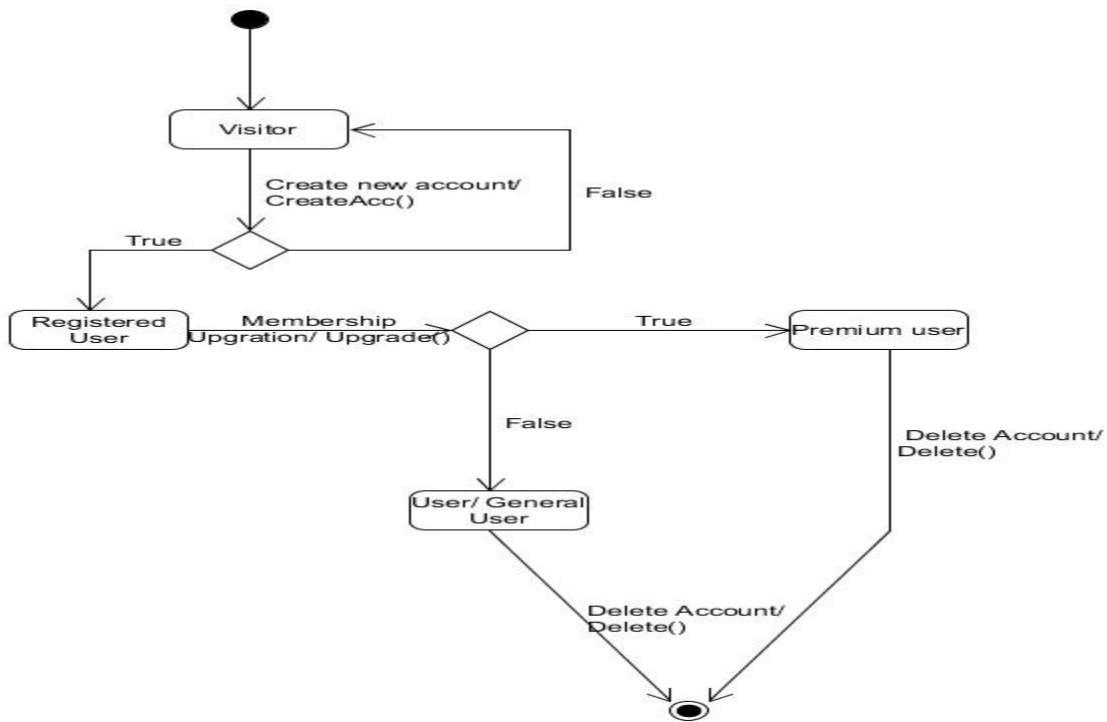 Visitor
Create new account/
CreateAcc()
False
True
Registered
User
Membership
Upgration/ Upgrade()
True
Premium user
False
Delete Account/
Delete()
User/ General
User
Delete Account/
Delete()